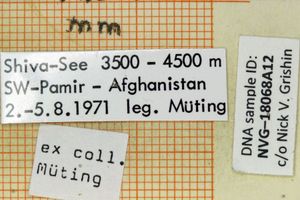 mm
Shiva-See 3500 - 4500 m
SW-Pamir - Afghanistan
2.-5.8.1971 leg. Müting
ex coll.
Müting
DNA sample ID:
NVG-18068A12
c/o Nick V. Grishin